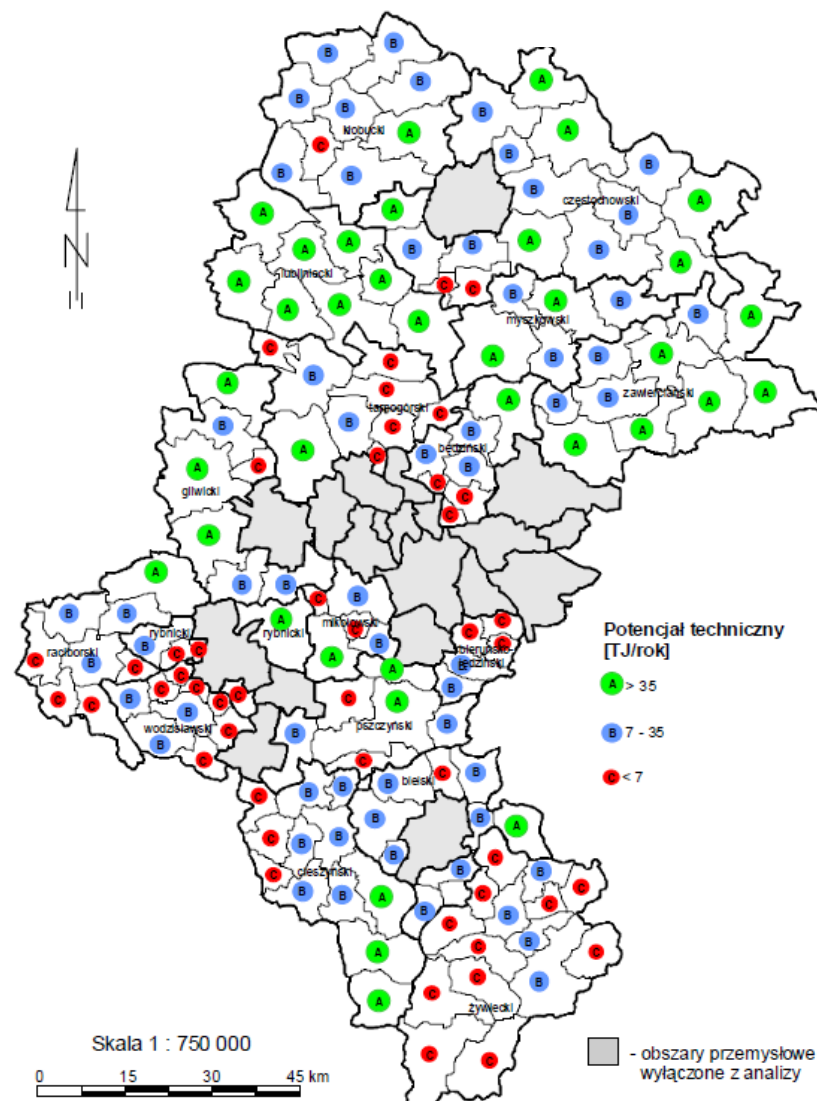 B
B
B A
B
B B
kłobucki A A
C
B B
B B B
częstochowski A
A A B
A A B B A B
A
lubliniecki
A A C C B
A A A B
B A
A myszkowski
C A B B A
B C
A C
B zawierciański A
tarnogórski A B A
B B C
C B A
A będziński
B C B
A C C
gliwicki C
C
A
A
B B B
B B C
A mikołowski C C
raciborski rybnicki B rybnicki C B C
C B C C C A bieruńsko-
lędziński B
C C C C C A
C C B C A B
B C
wodzisławski B C pszczyński B
B B
C C
B B B bielski C B
C B B
C B B B A
C cieszyński B C
B B B C
B B A C B C
B C
A C B
C B C
C żywiecki
A
C C
Potencjał techniczny
[TJ/rok]
A > 35
B 7 - 35
C < 7
N
Skala 1 : 750 000
0 15 30 45 km
- obszary przemysłowe
wyłączone z analizy